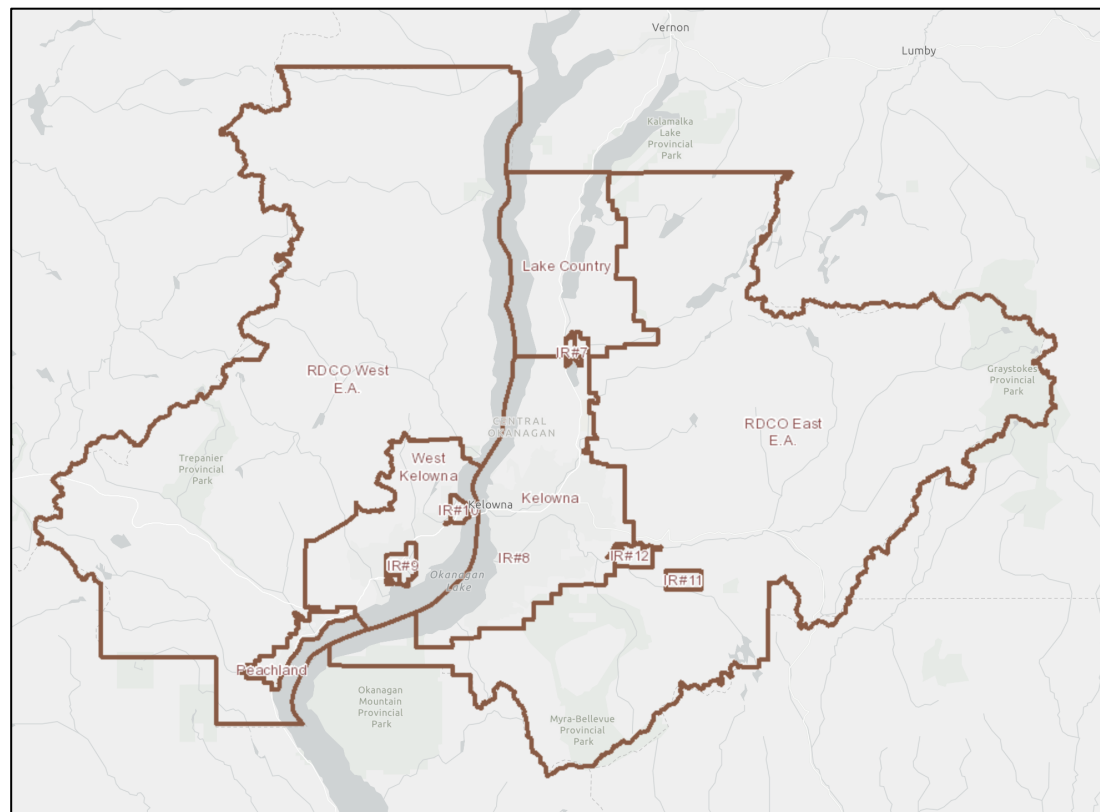 Vernon
Lumby
Kalamalka
Lake
Provincial
Park
Lake Country
IR#7
RDCO West
E.A.
Graystokes
Provincial
Park
CENTRAL
OKANAGAN
RDCO East
E.A.
Trepanier
Provincial
Park
West
Kelowna
Kelowna
IR#10
Kelowna
IR#9
IR#8
IR#12
IR#11
Okanagan
Lake
Peachland
Okanagan
Mountain
Provincial
Park
Myra-Bellevue
Provincial
Park